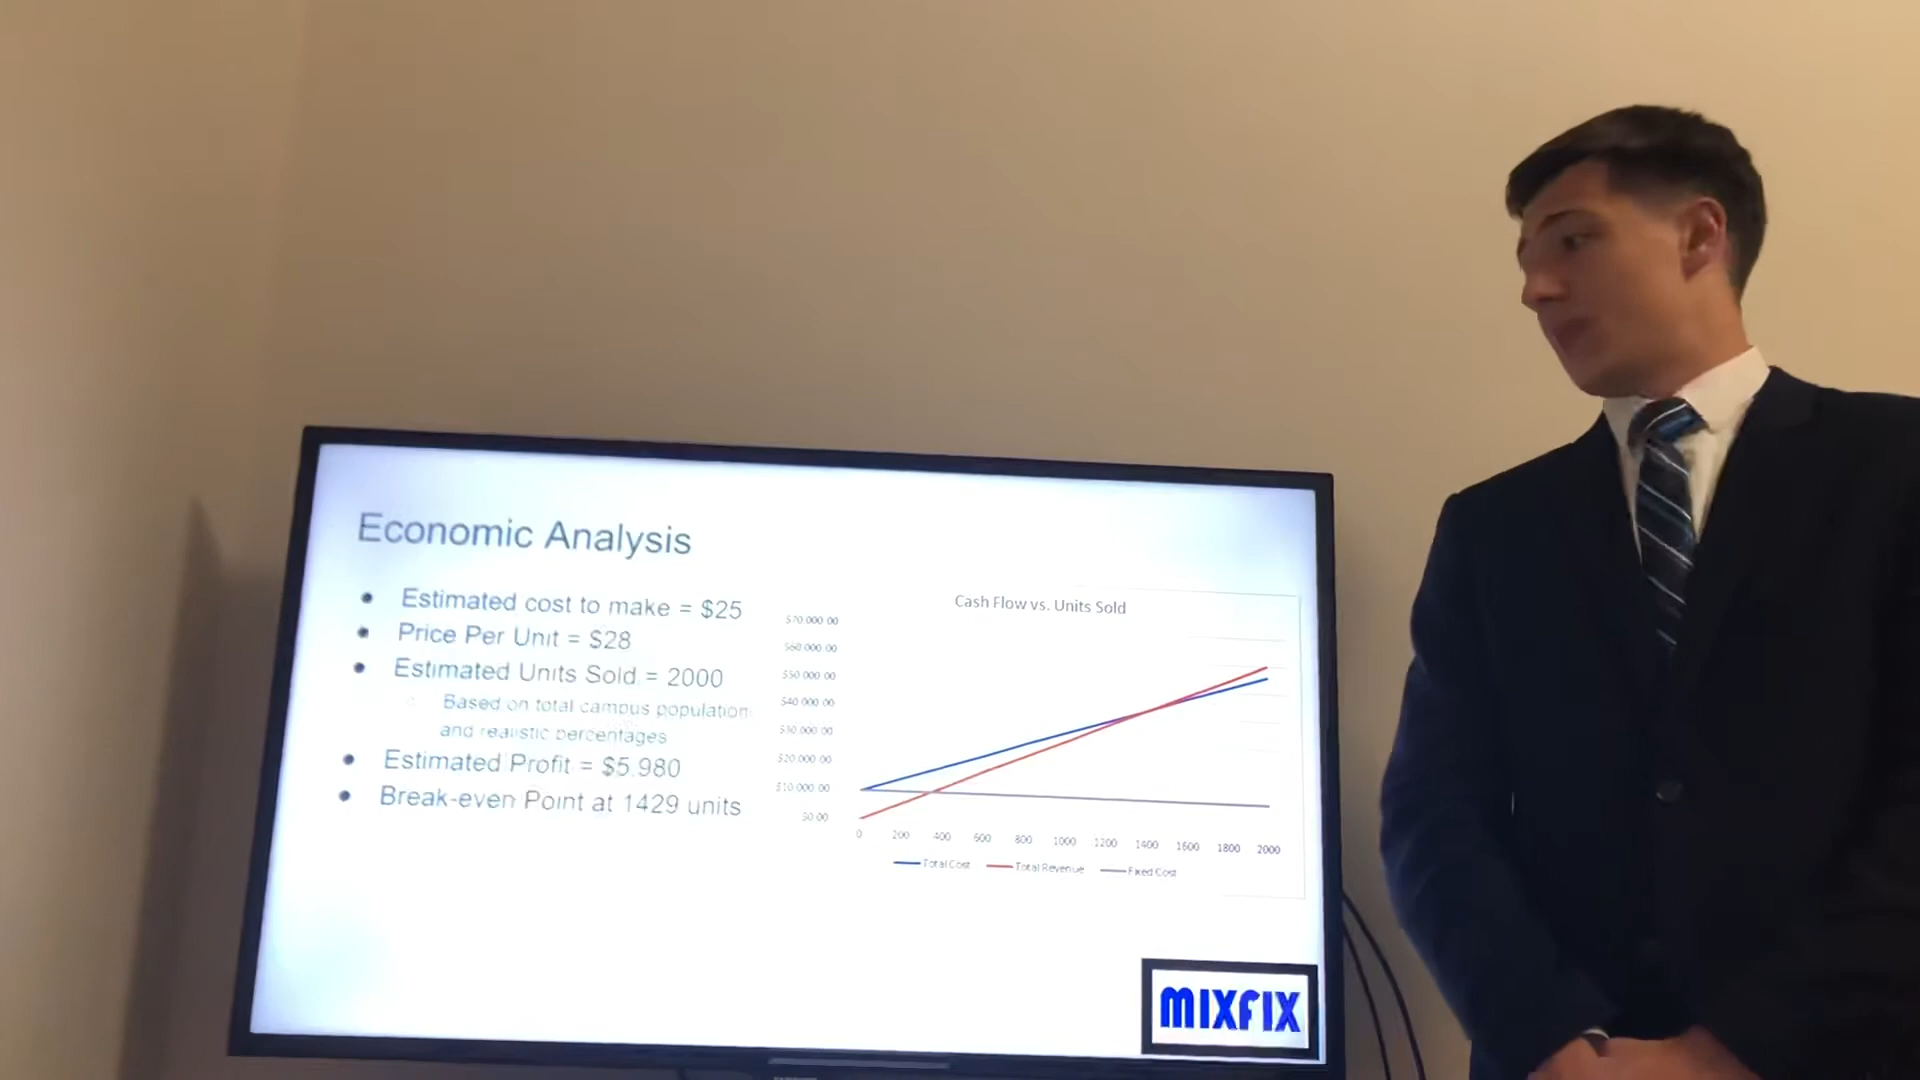 Economic Analysis
Estimated cost to make = $25
Price Per Unit = $28
Estimated Units Sold = 2000
Based on total campus population
and realistic percentages
Estimated Profit = $5,980
Break-even Point at 1429 units
Cash Flow vs. Units Sold
$70 000 00
$60 000 00
$50 000 00
$40 000 00
$30 000 00
$20 000 00
$10 000 00
$0 00
0 200 400 600 800 1000 1200 1400 1600 1800 2000
Total Cost Total Revenue Fixed Cost
MIXFIX